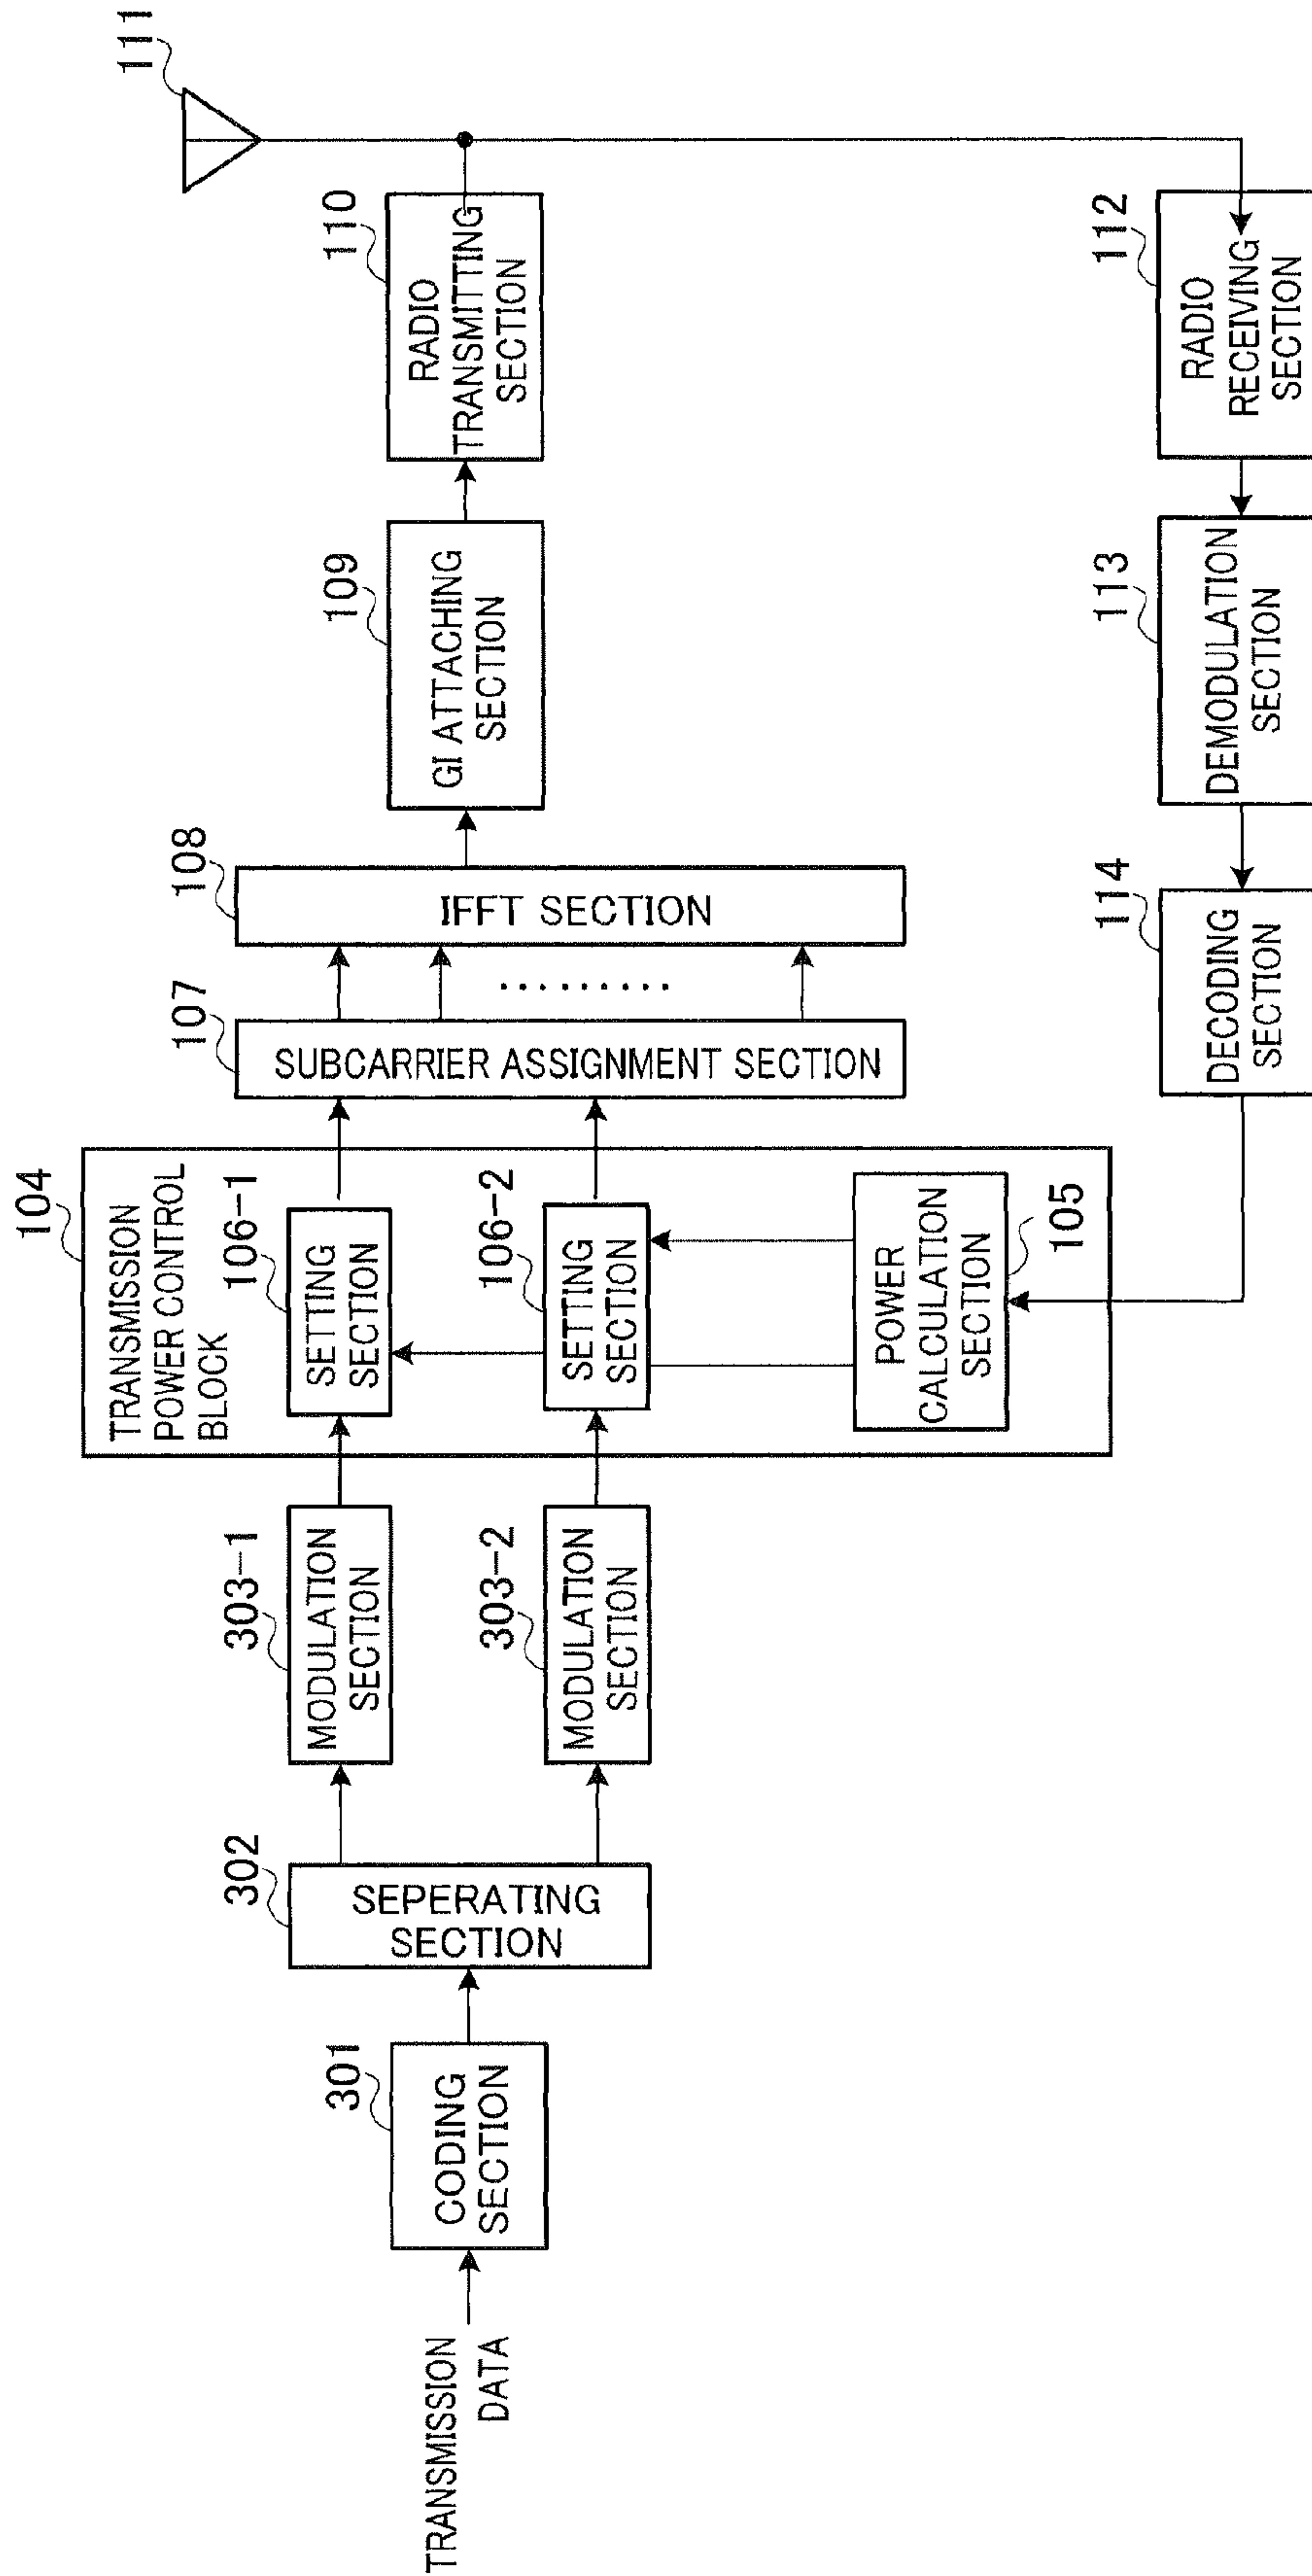 TRANSMISSION
DATA
301
CODING
SECTION
302
SEPERATING
SECTION
303-1
MODULATION
SECTION
303-2
MODULATION
SECTION
104
TRANSMISSION
POWER CONTROL
BLOCK
106-1
SETTING
SECTION
106-2
SETTING
SECTION
POWER
CALCULATION
SECTION
105
107
SUBCARRIER ASSIGNMENT SECTION
108
IFFT SECTION
.........
109
GI ATTACHING
SECTION
110
RADIO
TRANSMITTING
SECTION
111
112
RADIO
RECEIVING
SECTION
113
DEMODULATION
SECTION
114
DECODING
SECTION